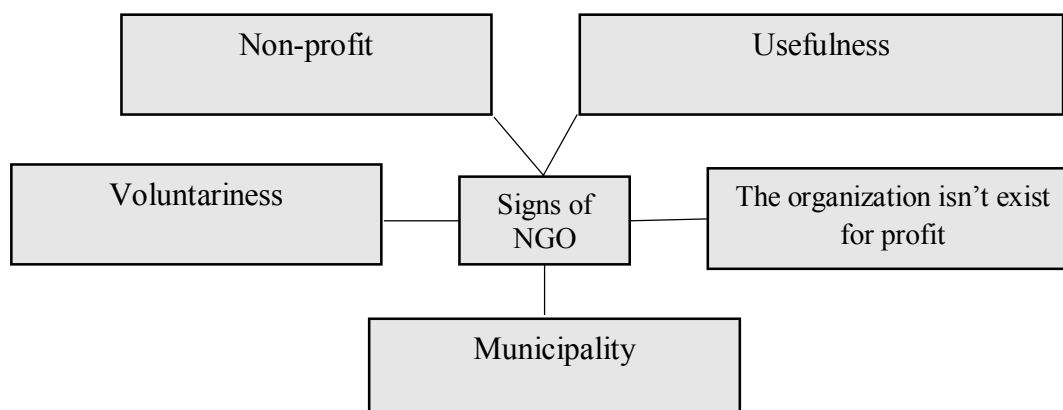 Non-profit
Usefulness
Voluntariness
Signs of
NGO
The organization isn’t exist
for profit
Municipality